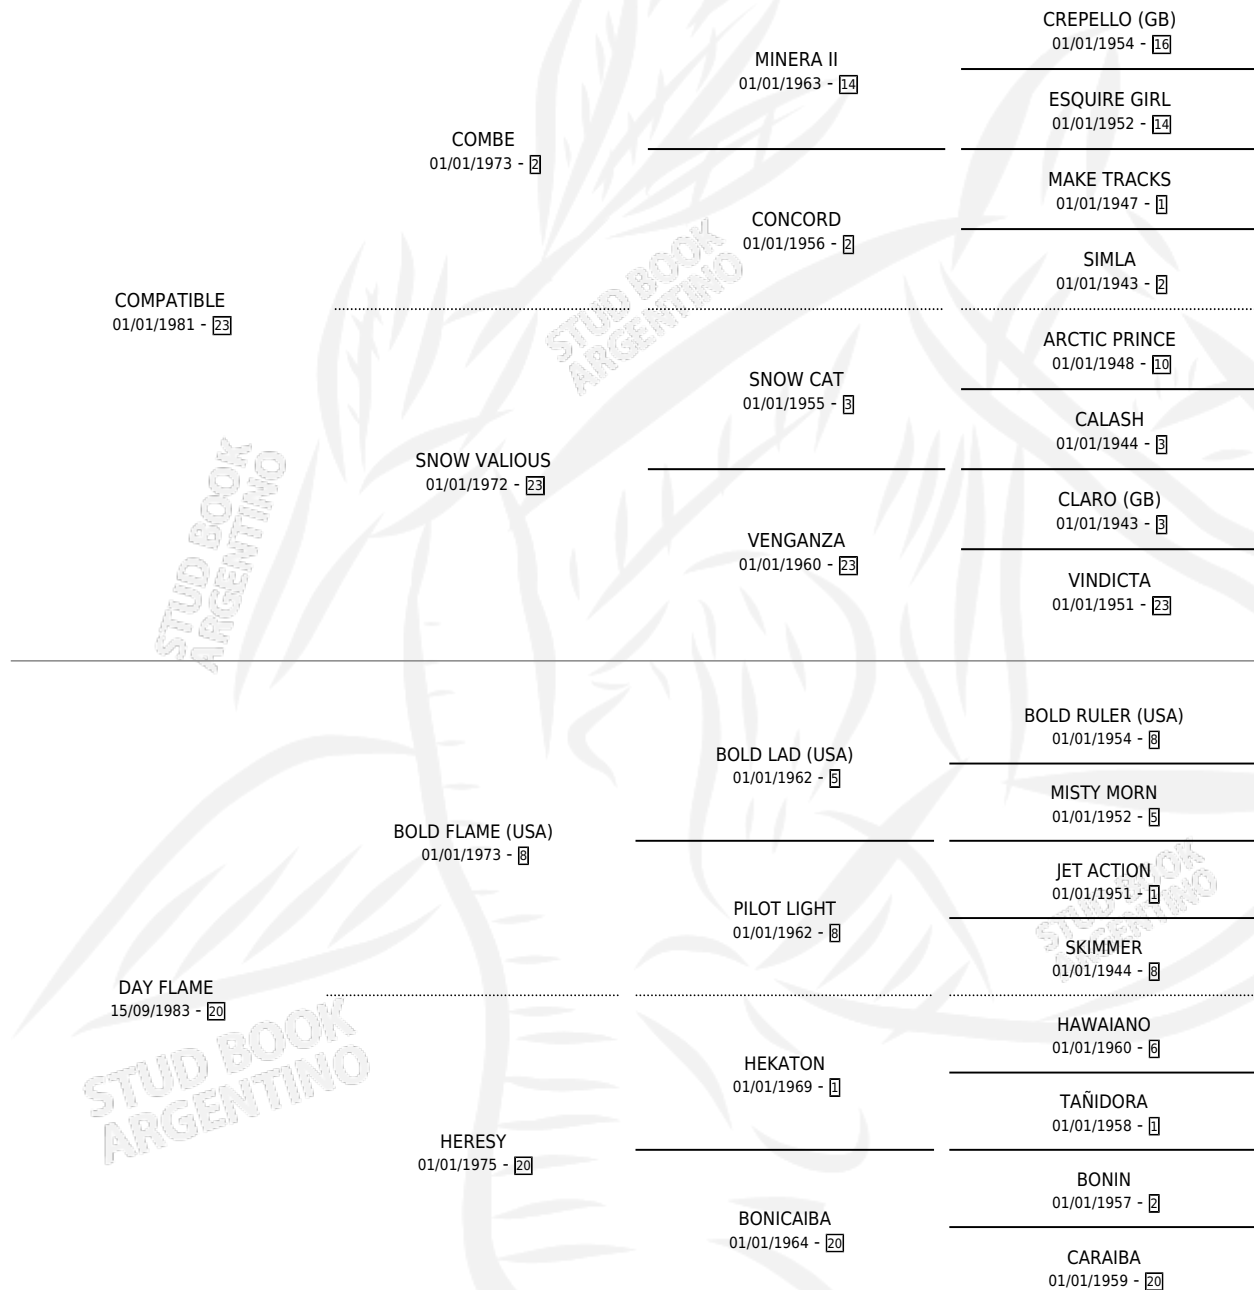 CREPELLO (GB)
01/01/1954 - 16
MINERA II
01/01/1963 - 14
ESQUIRE GIRL
01/01/1952 - 14
COMBE
01/01/1973 - 2
MAKE TRACKS
01/01/1947 - 1
CONCORD
01/01/1956 - 2
SIMLA
01/01/1943 - 2
COMPATIBLE
01/01/1981 - 23
ARCTIC PRINCE
01/01/1948 - 10
SNOW CAT
01/01/1955 - 3
CALASH
01/01/1944 - 3
SNOW VALIOUS
01/01/1972 - 23
CLARO (GB)
01/01/1943 - 3
VENGANZA
01/01/1960 - 23
VINDICTA
01/01/1951 - 23
BOLD RULER (USA)
01/01/1954 - 8
BOLD LAD (USA)
01/01/1962 - 5
MISTY MORN
01/01/1952 - 5
BOLD FLAME (USA)
01/01/1973 - 8
JET ACTION
01/01/1951 - 1
PILOT LIGHT
01/01/1962 - 8
SKIMMER
01/01/1944 - 8
DAY FLAME
15/09/1983 - 20
HAWAIANO
01/01/1960 - 6
HEKATON
01/01/1969 - 1
TAÑIDORA
01/01/1958 - 1
HERESY
01/01/1975 - 20
BONIN
01/01/1957 - 2
BONICAIBA
01/01/1964 - 20
CARAIBA
01/01/1959 - 20
STUD BOOK
ARGENTINO
STUD BOOK
ARGENTINO
STUD BOOK
ARGENTINO
STUD BOOK
ARGENTINO